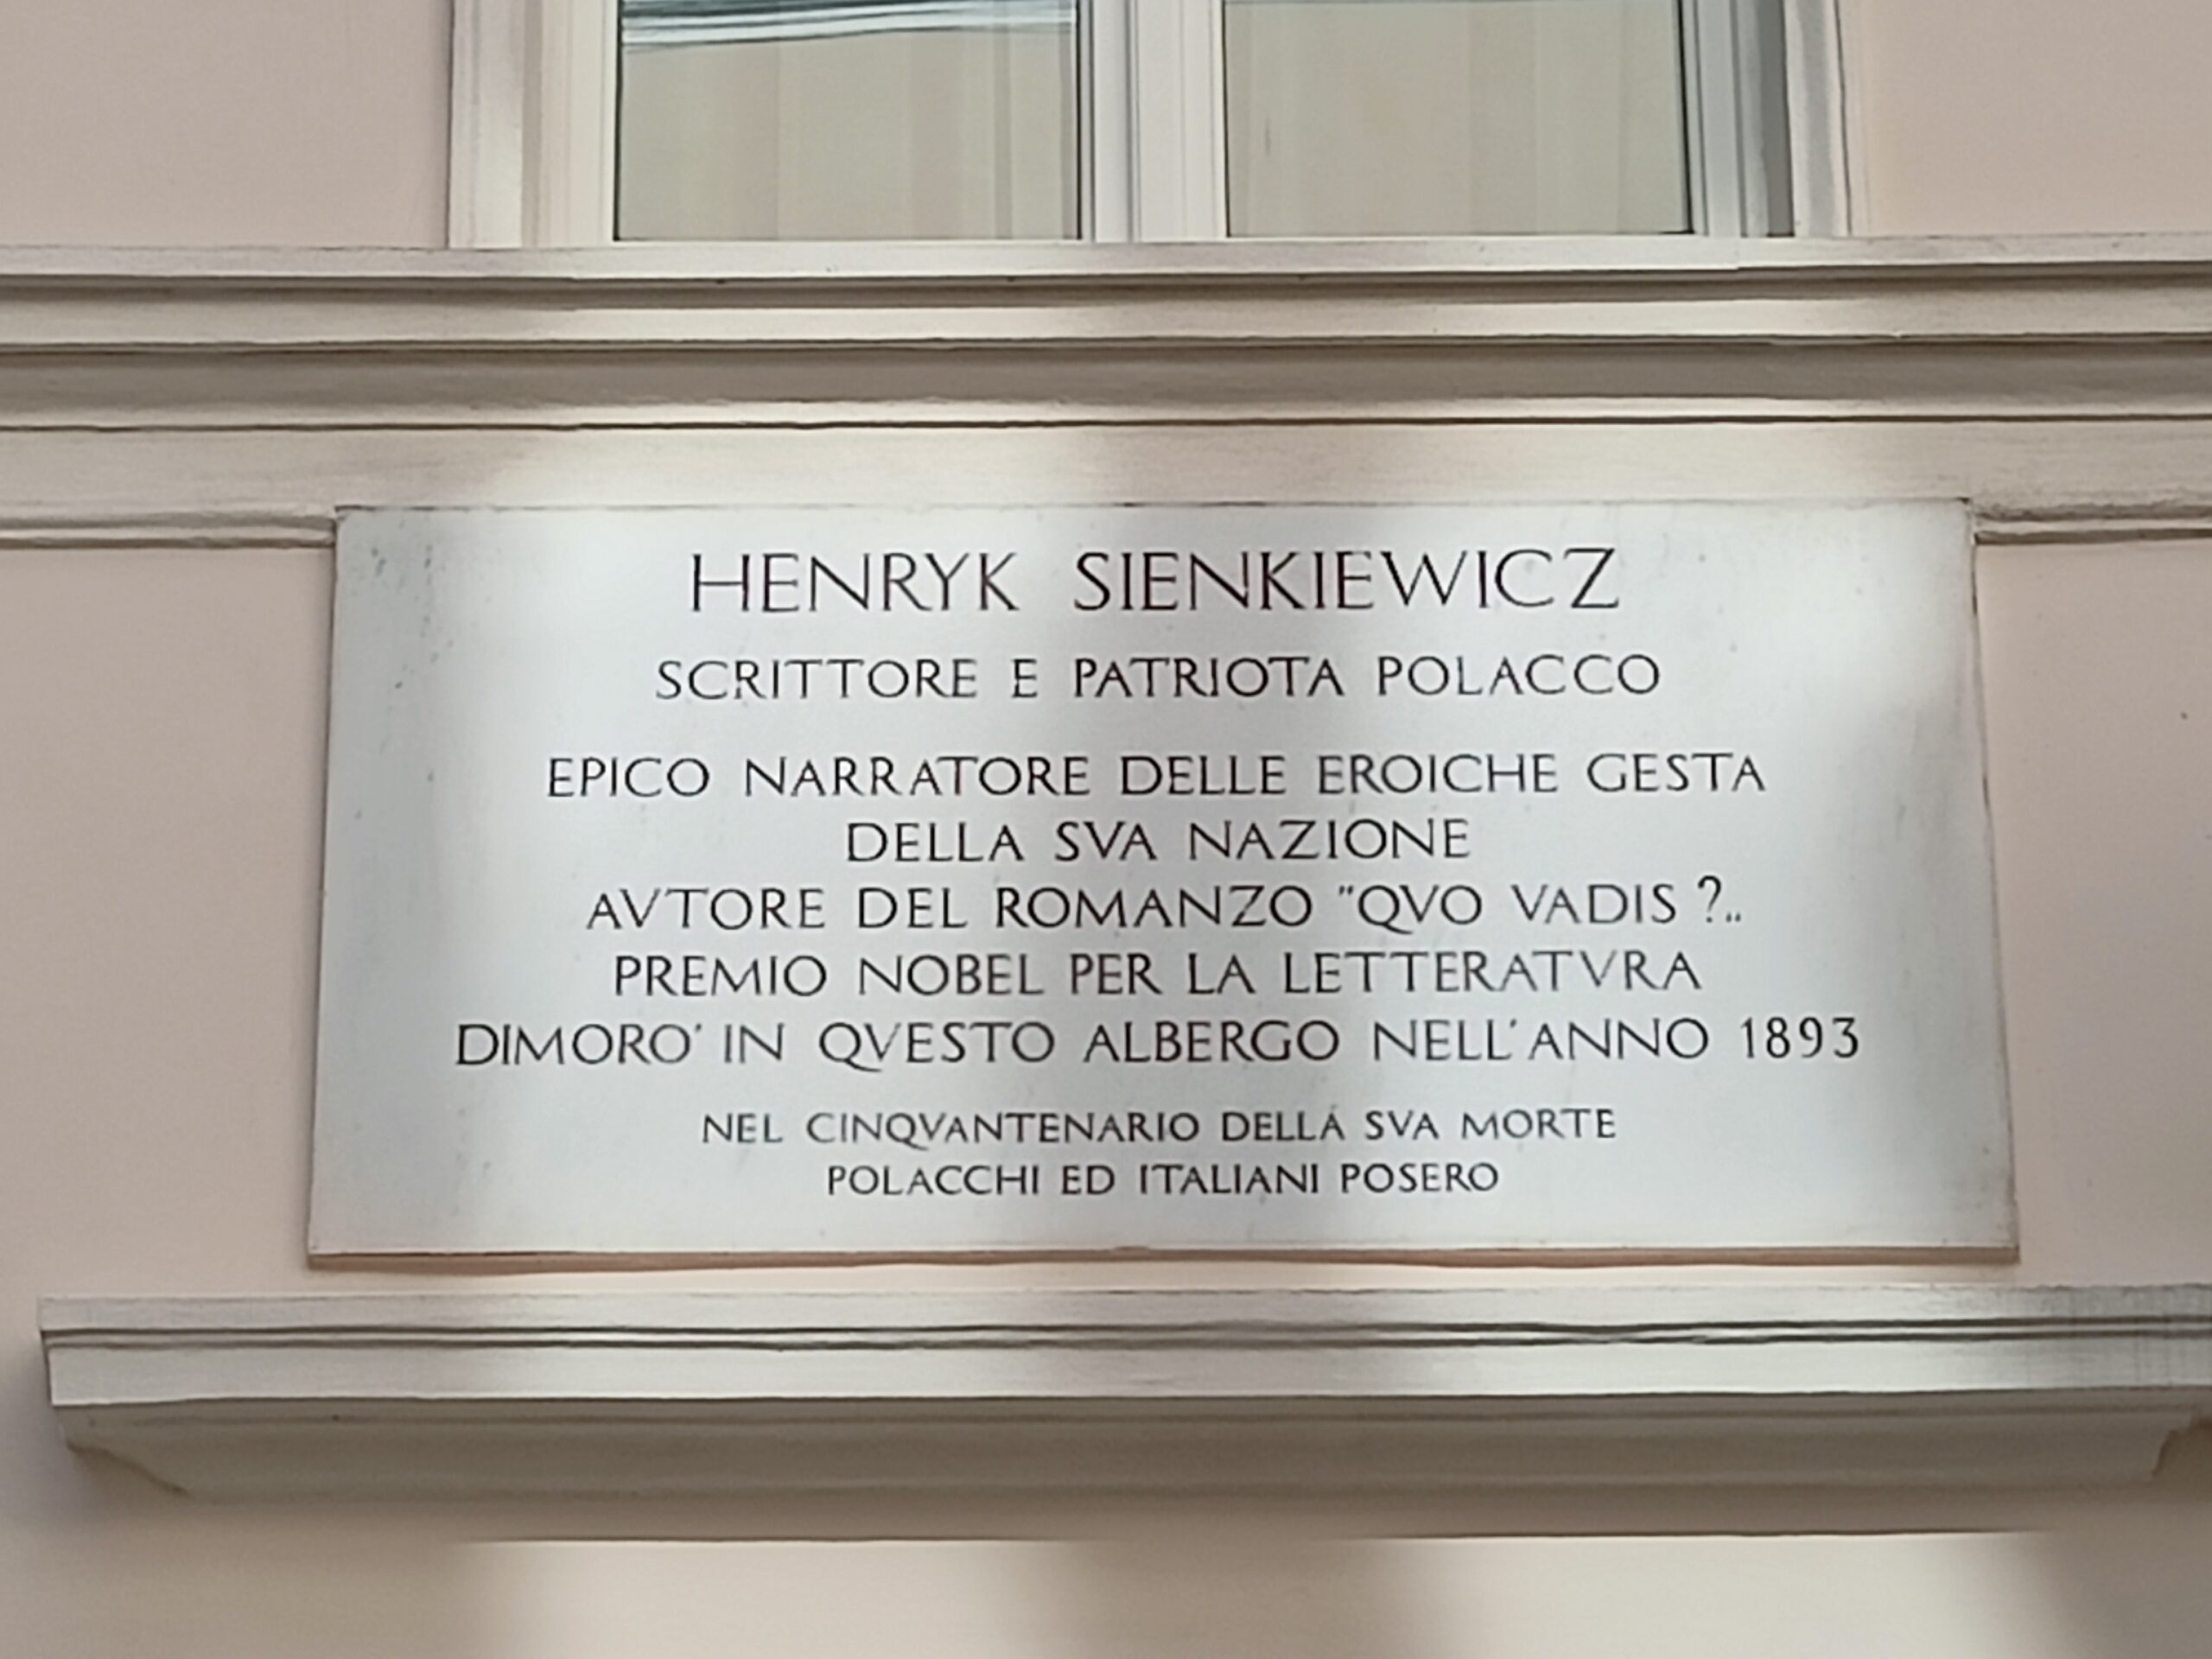 HENRYK SIENKIEWICZ
SCRITTORE E PATRIOTA POLACCO
EPICO NARRATORE DELLE EROICHE GESTA
DELLA SVA NAZIONE
AVTORE DEL ROMANZO "QVO VADIS ?„
PREMIO NOBEL PER LA LETTERATVRA
DIMORO' IN QVESTO ALBERGO NELL'ANNO 1893
NEL CINQVANTENARIO DELLA SVA MORTE
POLACCHI ED ITALIANI POSERO